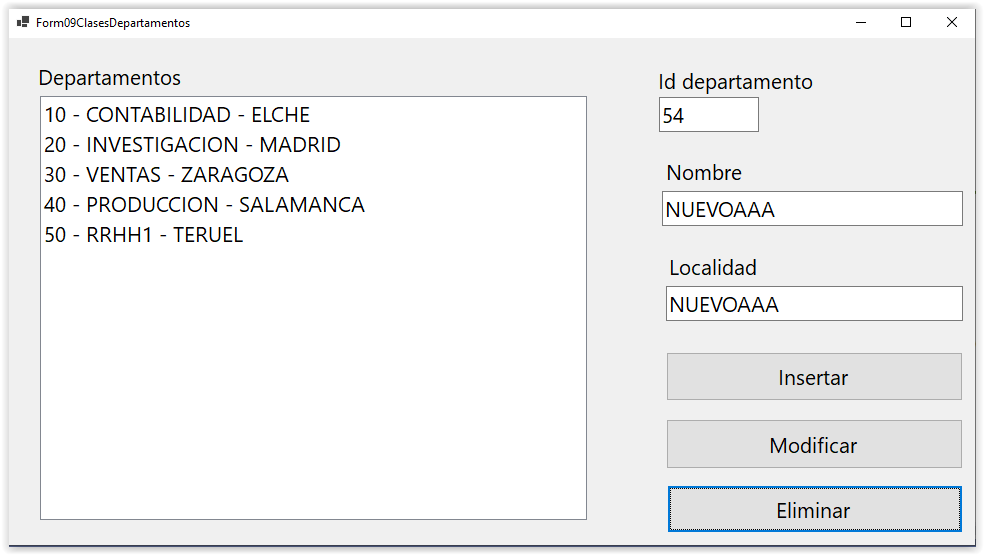 Form09ClasesDepartamentos
Departamentos
10 - CONTABILIDAD - ELCHE
20 - INVESTIGACION - MADRID
30 - VENTAS - ZARAGOZA
40 - PRODUCCION - SALAMANCA
50 - RRHH1 - TERUEL
Id departamento
54
Nombre
NUEVOAAA
Localidad
NUEVOAAA
Insertar
Modificar
Eliminar